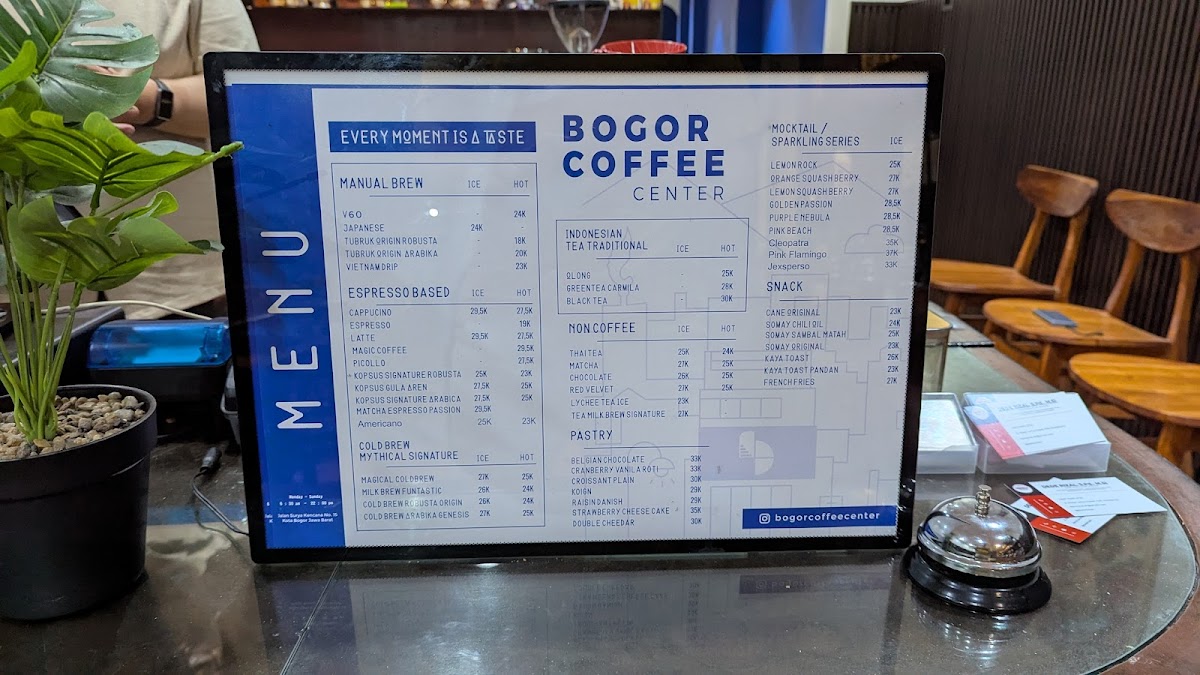 MENU
EVERY MOMENT IS A TASTE
MANUAL BREW ICE HOT
V60 - 24K
JAPANESE 24K -
TUBRUK ORIGIN ROBUSTA - 18K
TUBRUK ORIGIN ARABIKA - 20K
VIETNAM DRIP - 23K
ESPRESSO BASED ICE HOT
CAPPUCINO 29,5K 27,5K
ESPRESSO 19K
LATTE 29,5K 27,5K
MAGIC COFFEE - 29,5K
PICOLLO - 27,5K
KOPSUS SIGNATURE ROBUSTA 25K 23K
KOPSUS GULA AREN 27,5K 25K
KOPSUS SIGNATURE ARABICA 27,5K 25K
MATCHA ESPRESSO PASSION 29,5K
Americano 25K 23K
COLD BREW
MYTHICAL SIGNATURE ICE HOT
MAGICAL COLDBREW 27K 25K
MILK BREW FUNTASTIC 26K 24K
COLD BREW ROBUSTA ORIGIN 26K 24K
COLD BREW ARABIKA GENESIS 27K 25K
Monday - Sunday
Jalan Surya Kencana No.
Kota Bogor Jawa Barat
BOGOR
COFFEE
CENTER
INDONESIAN
TEA TRADITIONAL ICE HOT
OLONG - 25K
GREENTEA CARMILA - 28K
BLACK TEA - 30K
NON COFFEE ICE HOT
THAI TEA 25K 24K
MATCHA 27K 25K
CHOCOLATE 26K 25K
RED VELVET 27K 25K
LYCHEE TEA ICE 23K
TEA MILK BREW SIGNATURE 27K
PASTRY
BELGIAN CHOCOLATE 33K
CRANBERRY VANILA ROTI 33K
CROISSANT PLAIN 30K
KOIGN 29K
RAISIN DANISH 29K
STRAWBERRY CHEESE CAKE 35K
DOUBLE CHEEDAR 30K
MOCKTAIL /
SPARKLING SERIES ICE
LEMON ROCK 25K
ORANGE SQUASH BERRY 27K
LEMON SQUASH BERRY 27K
GOLDEN PASSION 28,5K
PURPLE NEBULA 28,5K
PINK BEACH 28,5K
Cleopatra 35K
Pink Flamingo 37K
Jexsperso 33K
SNACK
CANE ORIGINAL 23K
SOMAY CHILI OIL 24K
SOMAY SAMBAL MATAH 25K
SOMAY ORIGINAL 23K
KAYA TOAST 26K
KAYA TOAST PANDAN 23K
FRENCH FRIES 27K
bogorcoffeecenter